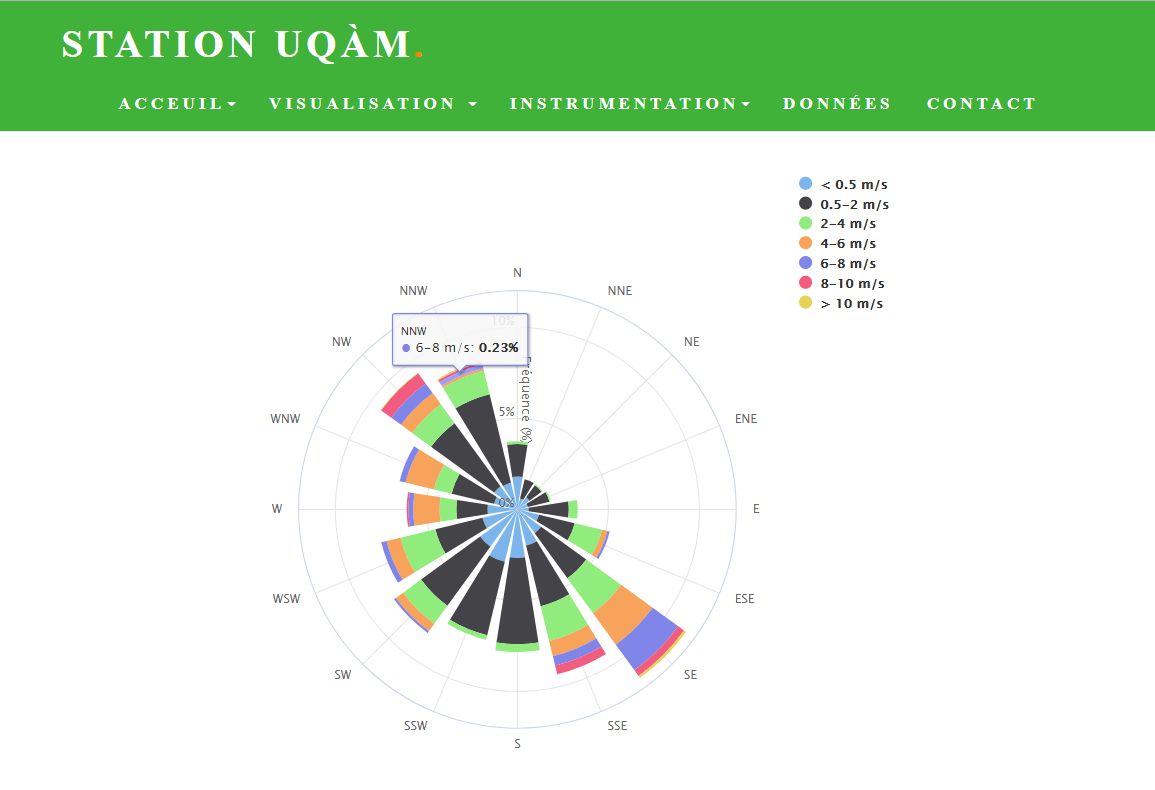 STATION UQÀM.
ACCEUIL VISUALISATION INSTRUMENTATION DONNÉES CONTACT
< 0.5 m/s
0.5–2 m/s
2–4 m/s
4–6 m/s
6–8 m/s
8–10 m/s
> 10 m/s
N
NNW
NNE
10%
NNW
6–8 m/s: 0.23%
NW
NE
5%
WNW
ENE
0%
W
E
WSW
ESE
SW
SE
SSW
SSE
S